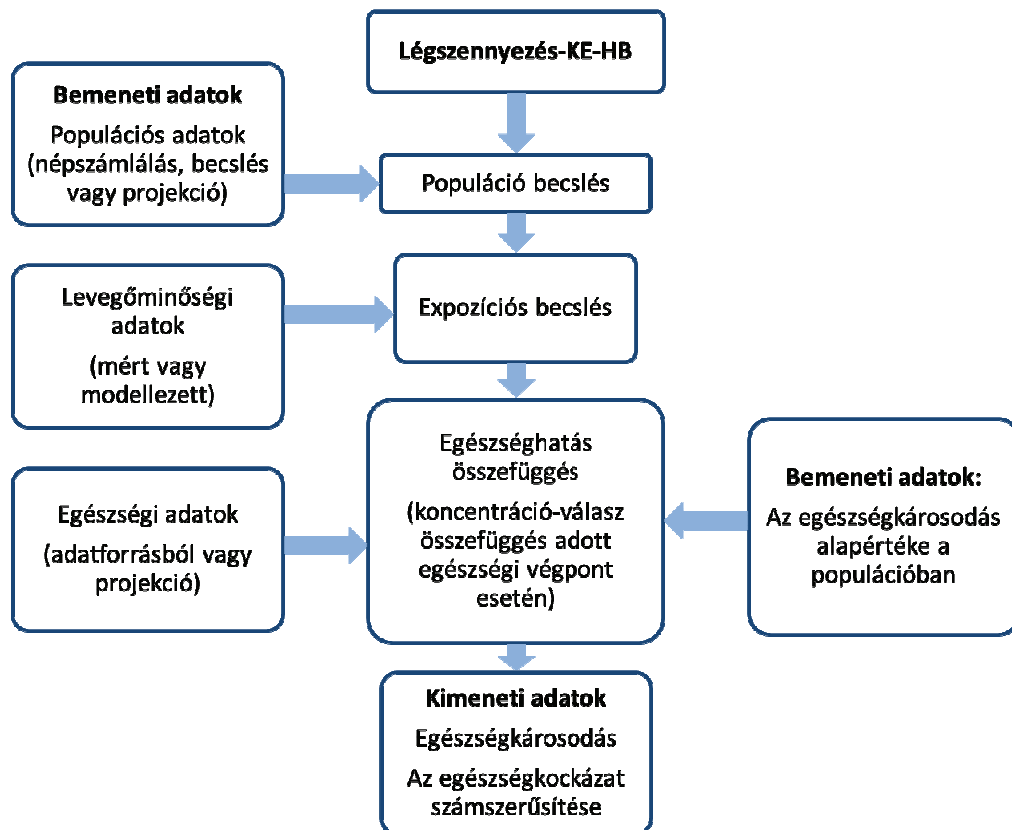 Légszennyezés-KE-HB
Bemeneti adatok
Populációs adatok
(népszámlálás, becslés
vagy projekció)
Populáció becslés
Levegőminőségi
adatok
(mért vagy
modellezett)
Expozíciós becslés
Egészségi adatok
(adatforrásból vagy
projekció)
Egészséghatás
összefüggés
(koncentráció-válasz
összefüggés adott
egészségi végpont
esetén)
Bemeneti adatok:
Az egészségkárosodás
alapértéke a
populációban
Kimeneti adatok
Egészségkárosodás
Az egészségkockázat
számszerűsítése